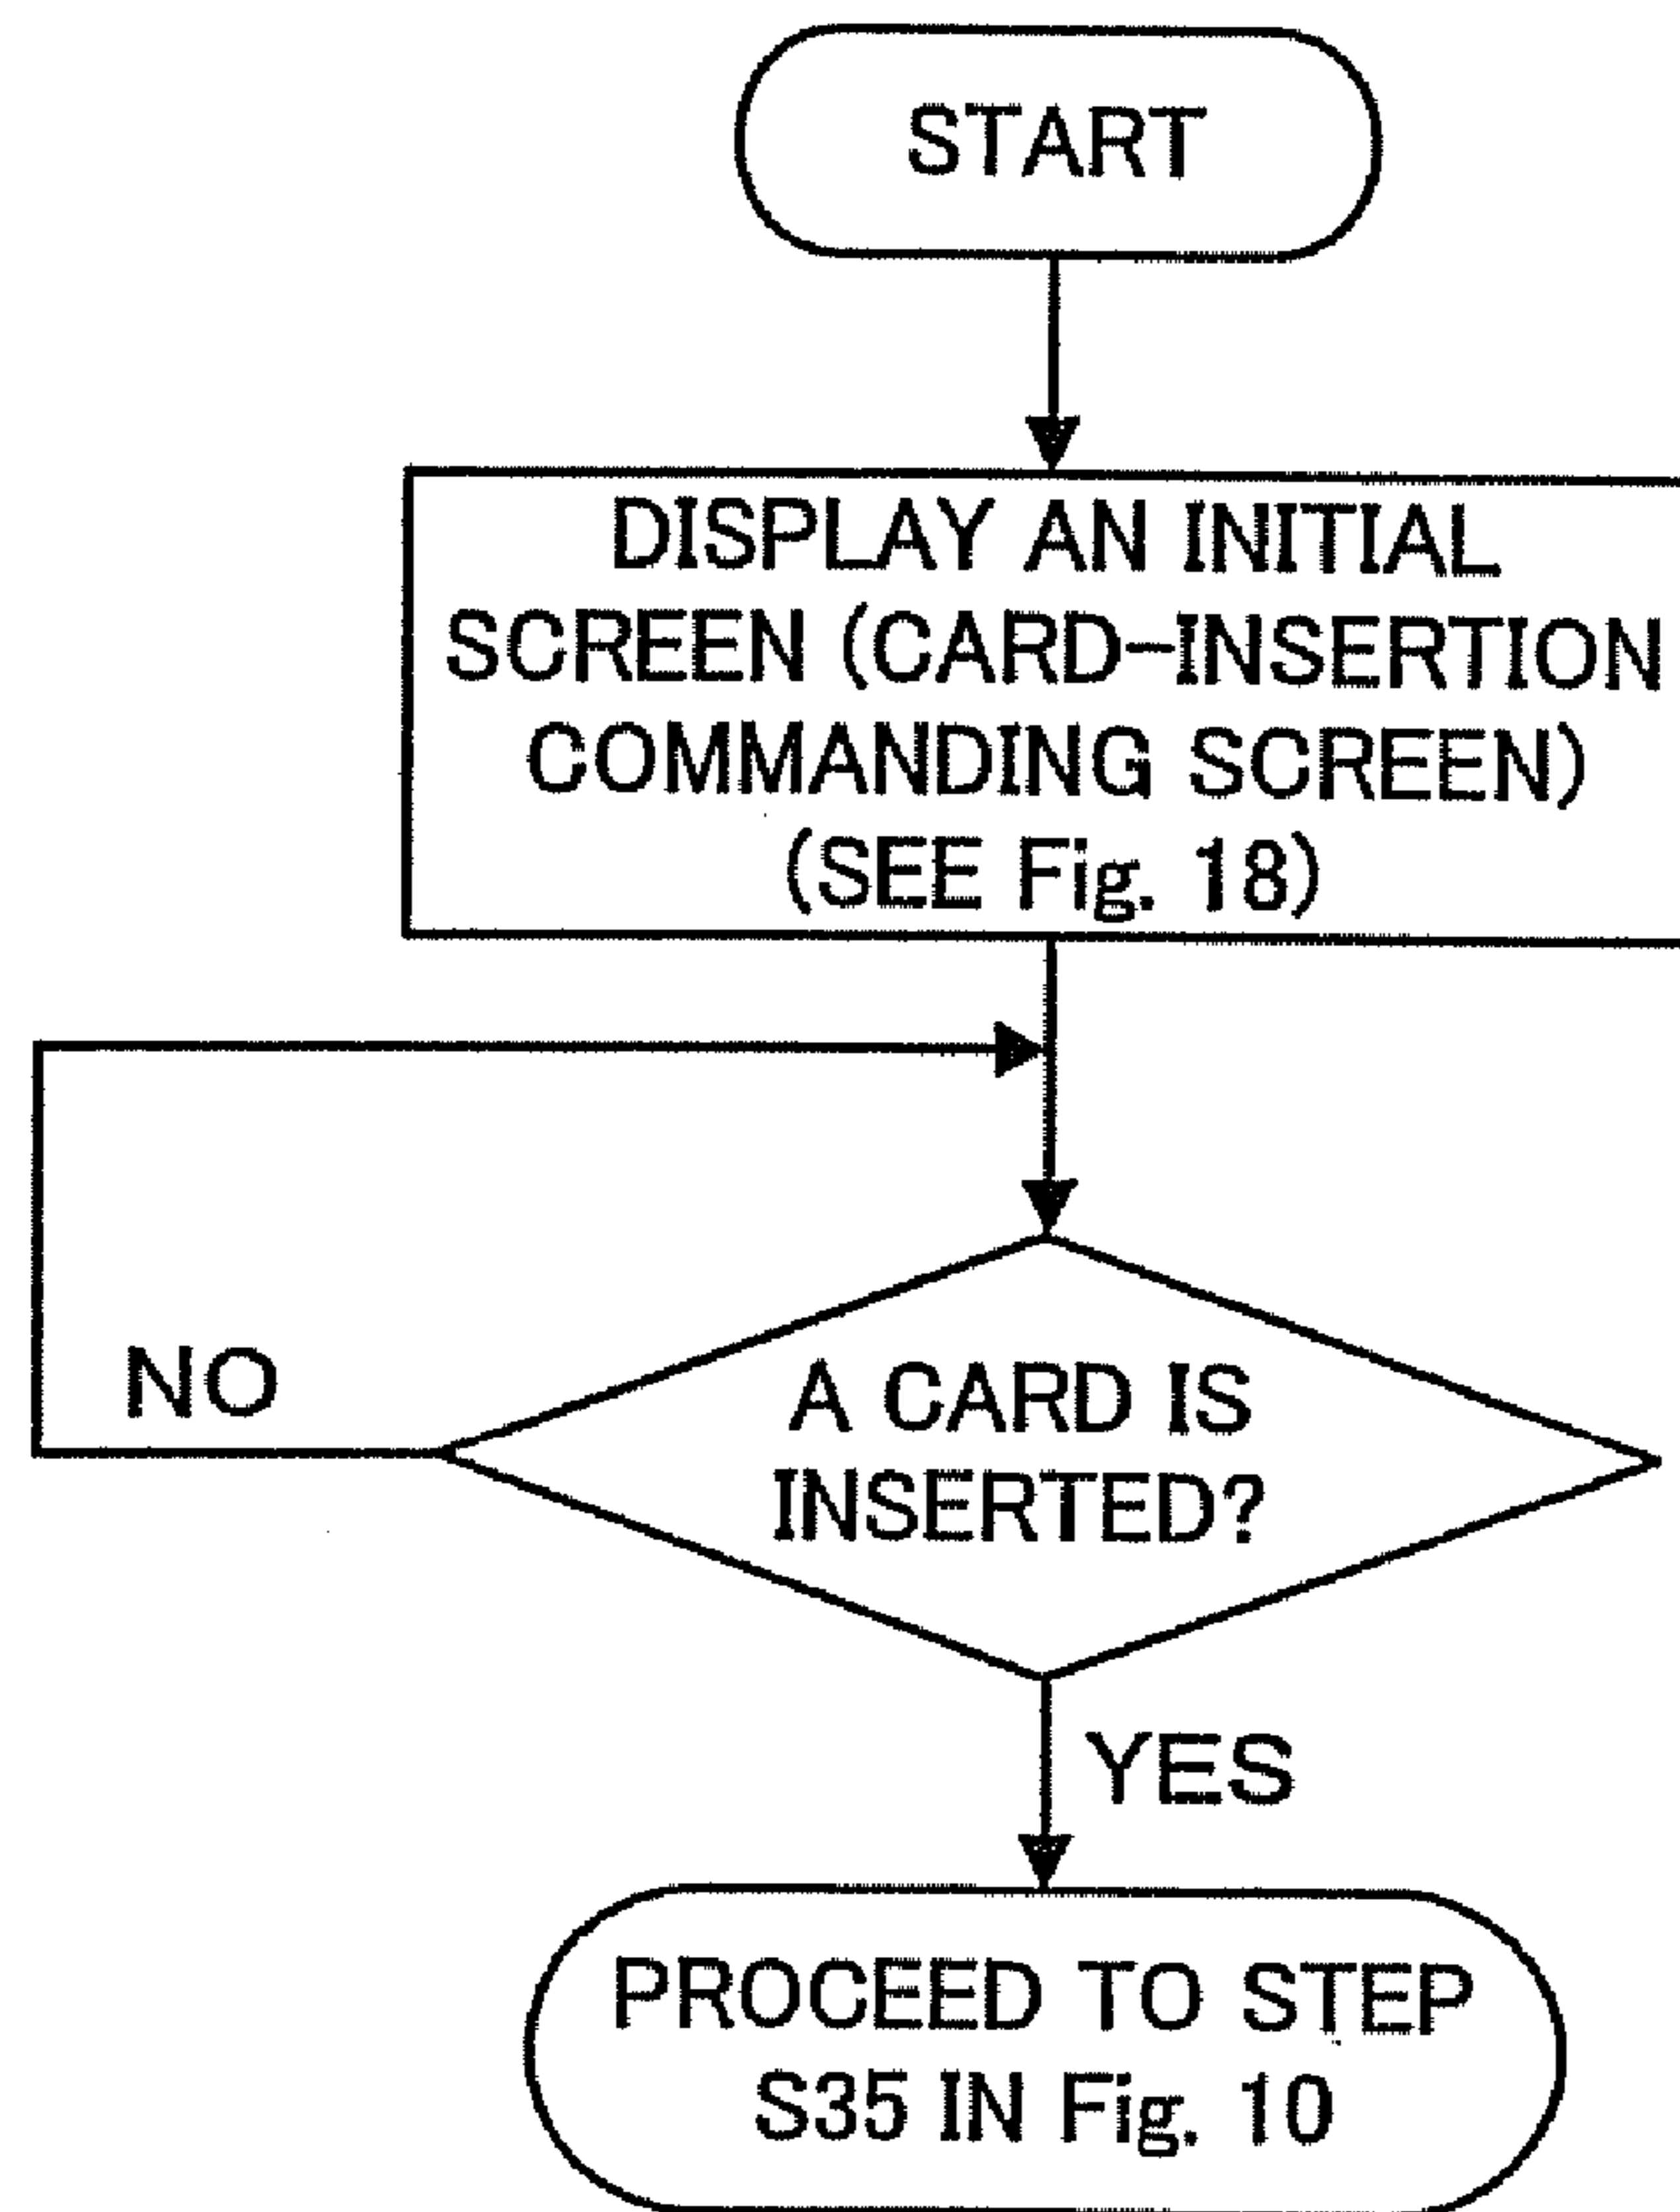 START
DISPLAY AN INITIAL
SCREEN (CARD-INSERTION
COMMANDING SCREEN)
(SEE Fig. 18)
NO
A CARD IS
INSERTED?
YES
PROCEED TO STEP
S35 IN Fig. 10